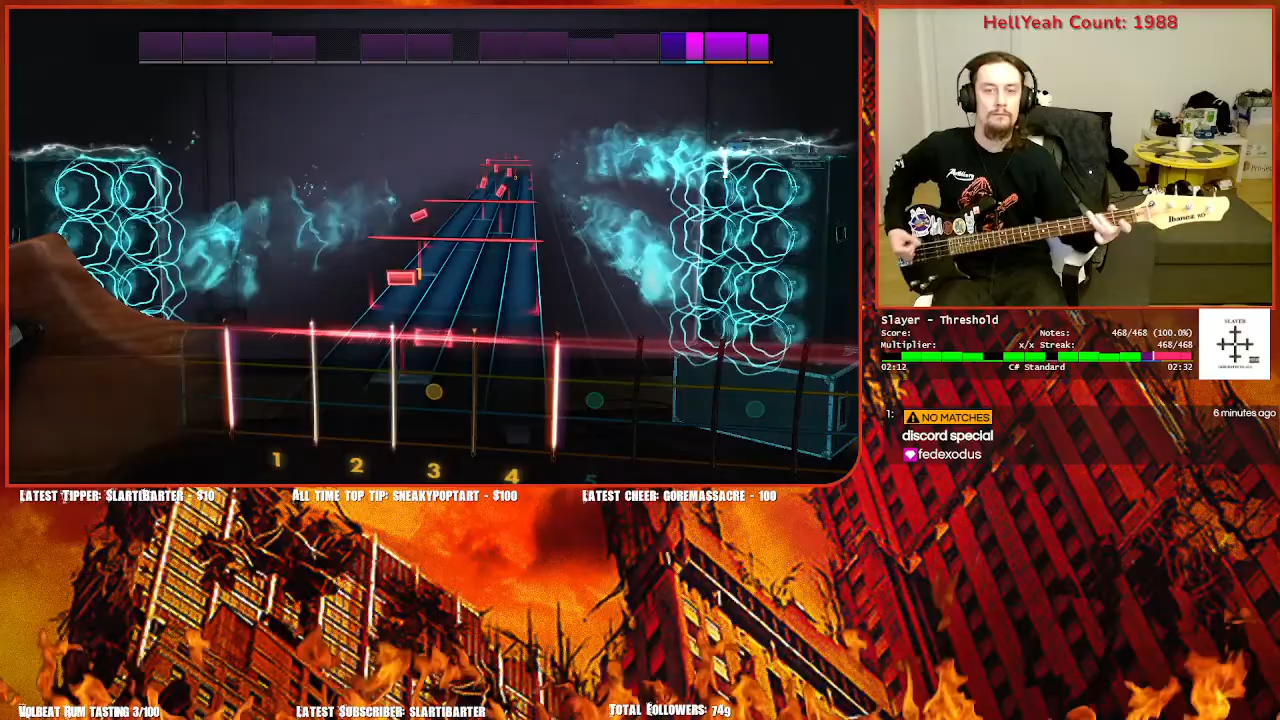 HellYeah Count: 1988
Ibanez
Slayer - Threshold
Score:
Notes: 468/468 (100.0%)
Multiplier: x/x Streak: 468/468
02:12 C# Standard 02:32
SLAYER
1: NO MATCHES 6 minutes ago
discord special
fedexodus
1 2 3 4 5
LATEST TIPPER: SLARTIBARTER - $10
ALL TIME TOP TIP: SNEAKYPOPTART - $100
LATEST CHEER: GOREMASSACRE - 100
VOLBEAT RUM TASTING 3/100
LATEST SUBSCRIBER: SLARTIBARTER
TOTAL FOLLOWERS: 749